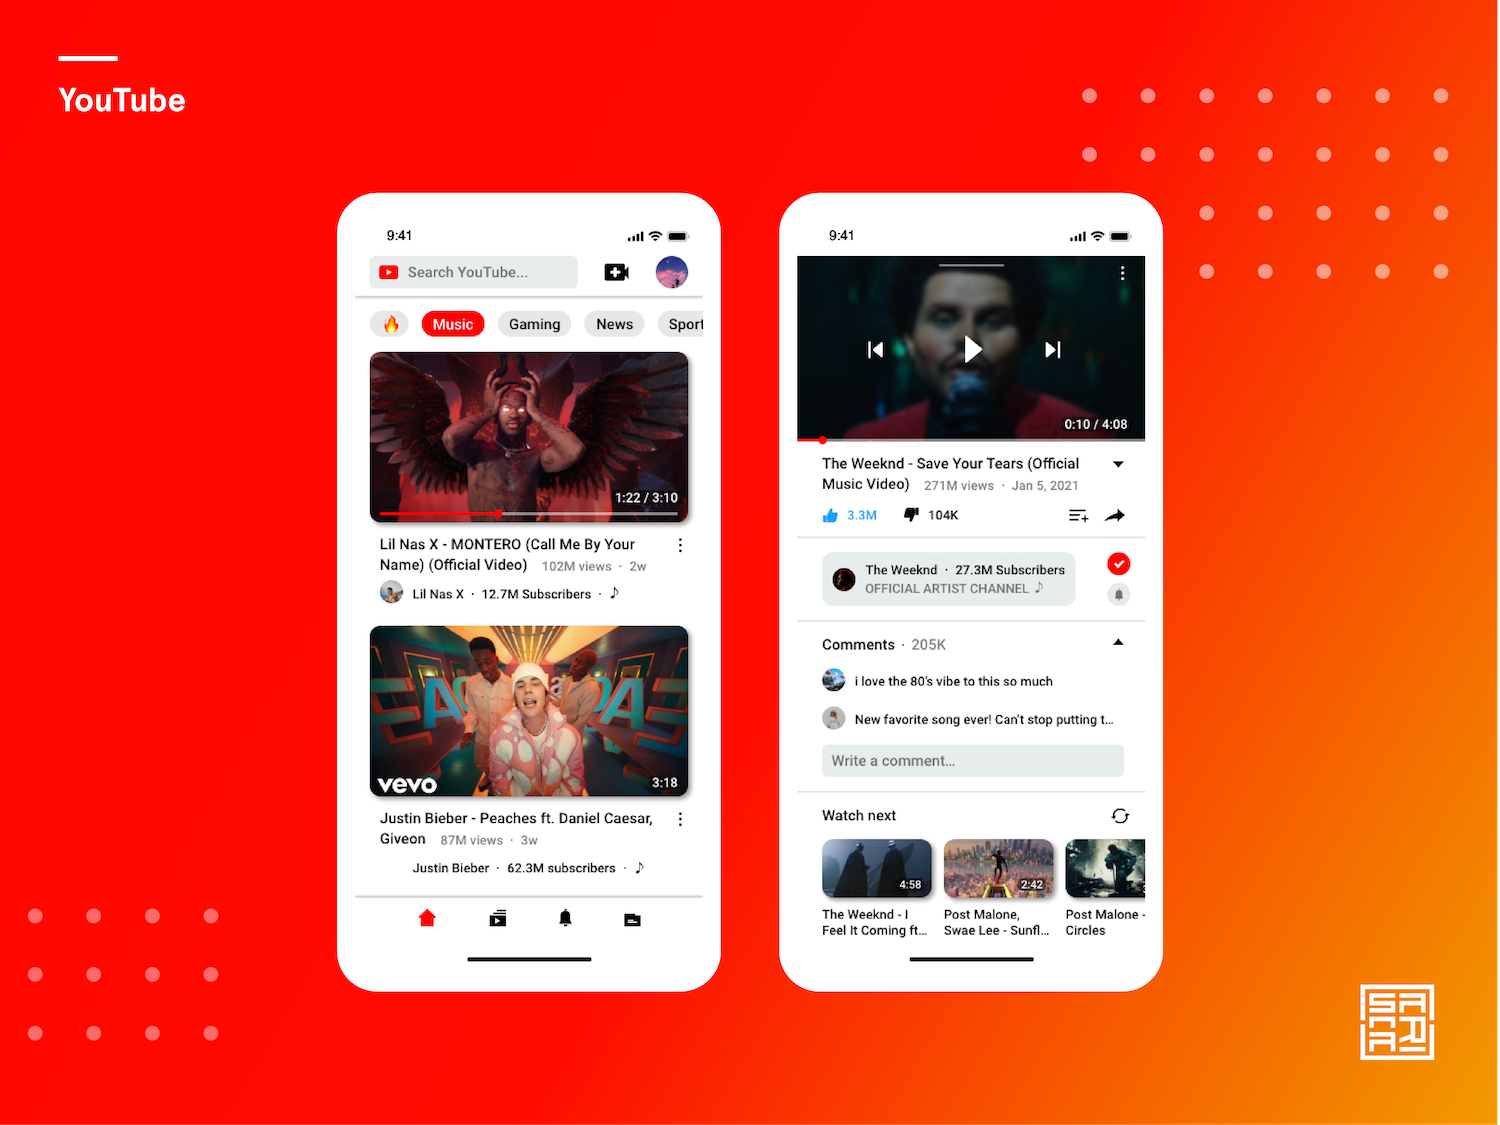 YouTube
9:41
Search YouTube...
Music
Gaming
News
Sport
1:22 / 3:10
Lil Nas X - MONTERO (Call Me By Your
Name) (Official Video) 102M views · 2w
Lil Nas X · 12.7M Subscribers ·
vevo
3:18
Justin Bieber - Peaches ft. Daniel Caesar,
Giveon 87M views · 3w
Justin Bieber · 62.3M subscribers ·
9:41
0:10 / 4:08
The Weeknd - Save Your Tears (Official
Music Video) 271M views · Jan 5, 2021
3.3M 104K
The Weeknd · 27.3M Subscribers
OFFICIAL ARTIST CHANNEL
Comments · 205K
i love the 80's vibe to this so much
New favorite song ever! Can't stop putting t...
Write a comment...
Watch next
4:58
2:42
The Weeknd - I
Feel It Coming ft...
Post Malone,
Swae Lee - Sunfl...
Post Malone -
Circles